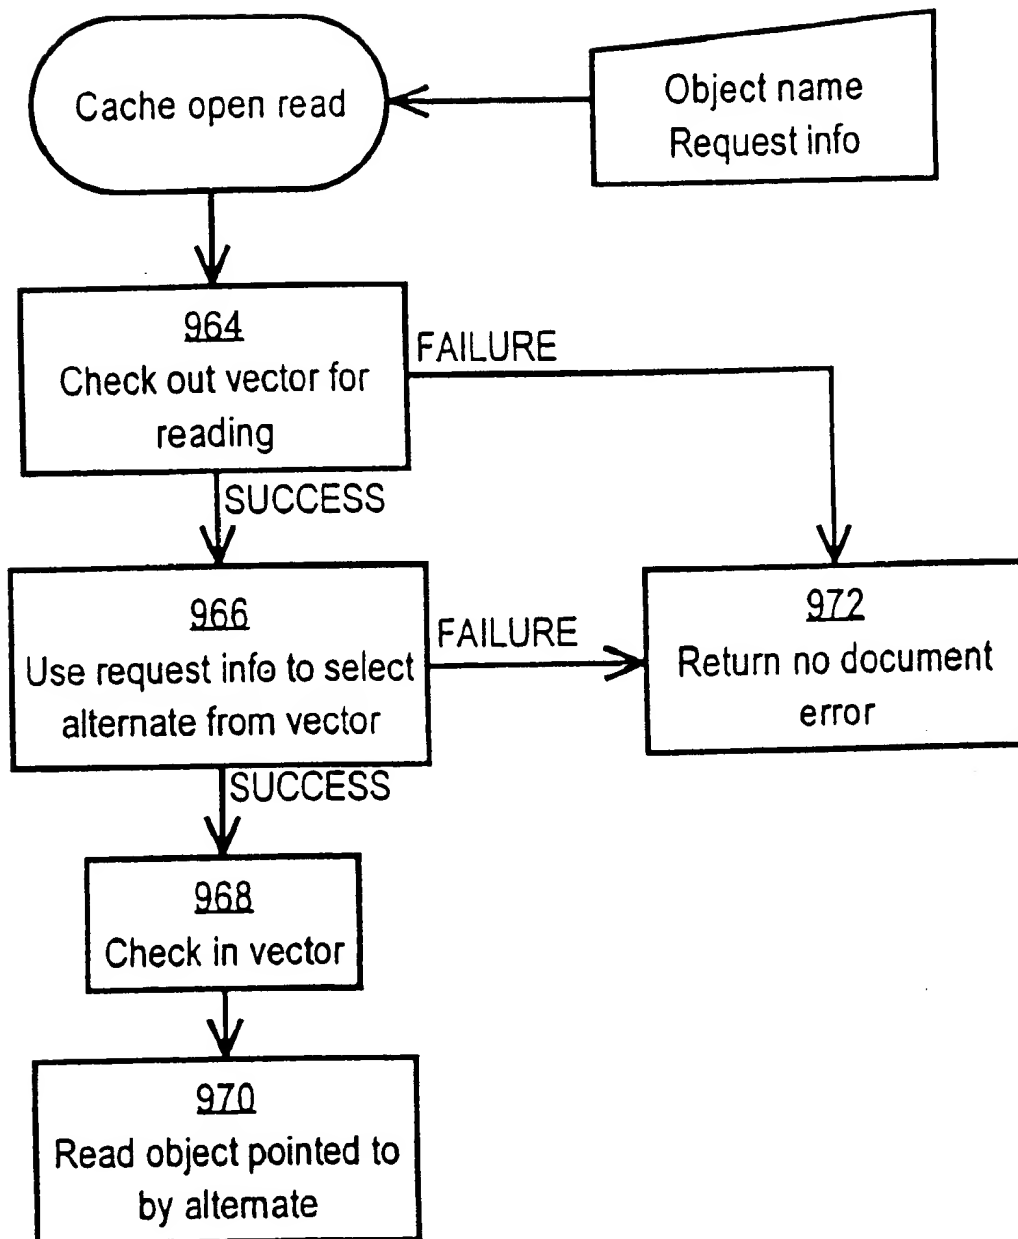 Cache open read
Object name
Request info
964
Check out vector for
reading
FAILURE
SUCCESS
966
Use request info to select
alternate from vector
FAILURE
972
Return no document
error
SUCCESS
968
Check in vector
970
Read object pointed to
by alternate